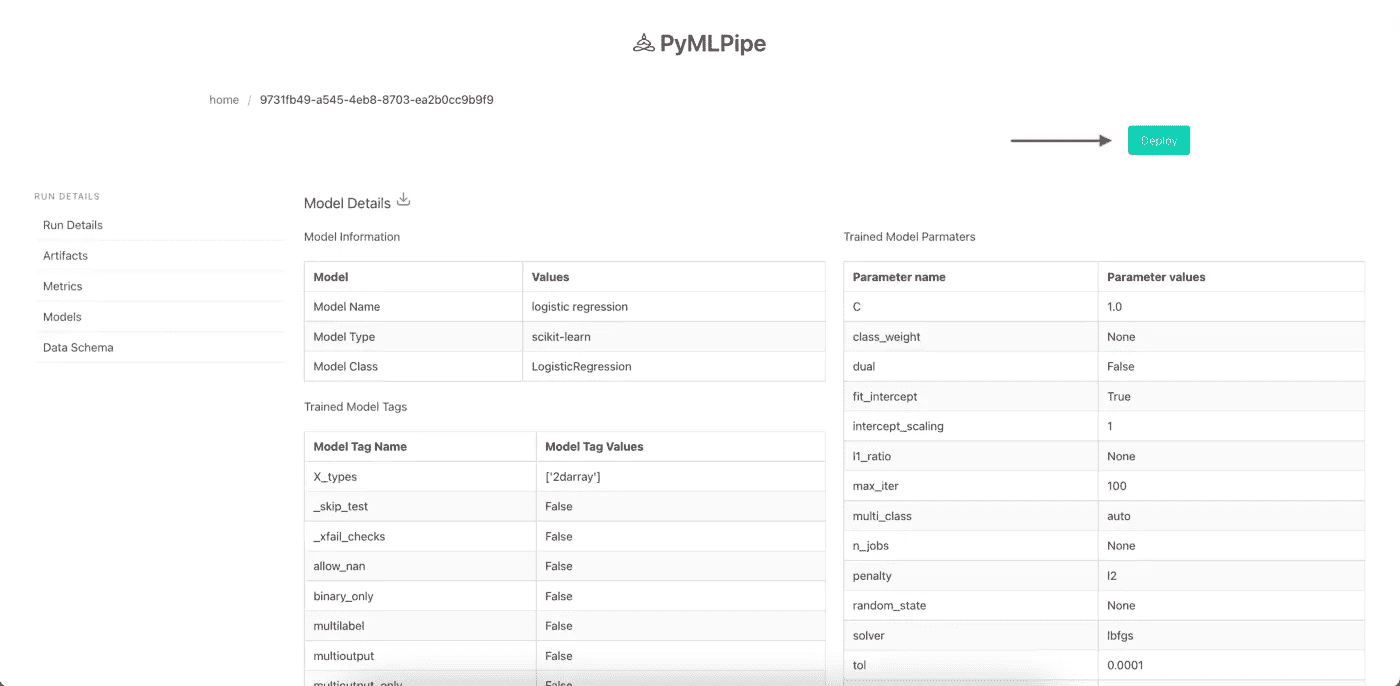 PyMLPipe
home / 9731fb49-a545-4eb8-8703-ea2b0cc9b9f9
Deploy
RUN DETAILS
Run Details
Artifacts
Metrics
Models
Data Schema
Model Details
Model Information
Model Values
Model Name logistic regression
Model Type scikit-learn
Model Class LogisticRegression
Trained Model Tags
Model Tag Name Model Tag Values
X_types ['2darray']
_skip_test False
_xfail_checks False
allow_nan False
binary_only False
multilabel False
multioutput False
multioutput_only False
Trained Model Parmaters
Parameter name Parameter values
C 1.0
class_weight None
dual False
fit_intercept True
intercept_scaling 1
l1_ratio None
max_iter 100
multi_class auto
n_jobs None
penalty l2
random_state None
solver lbfgs
tol 0.0001